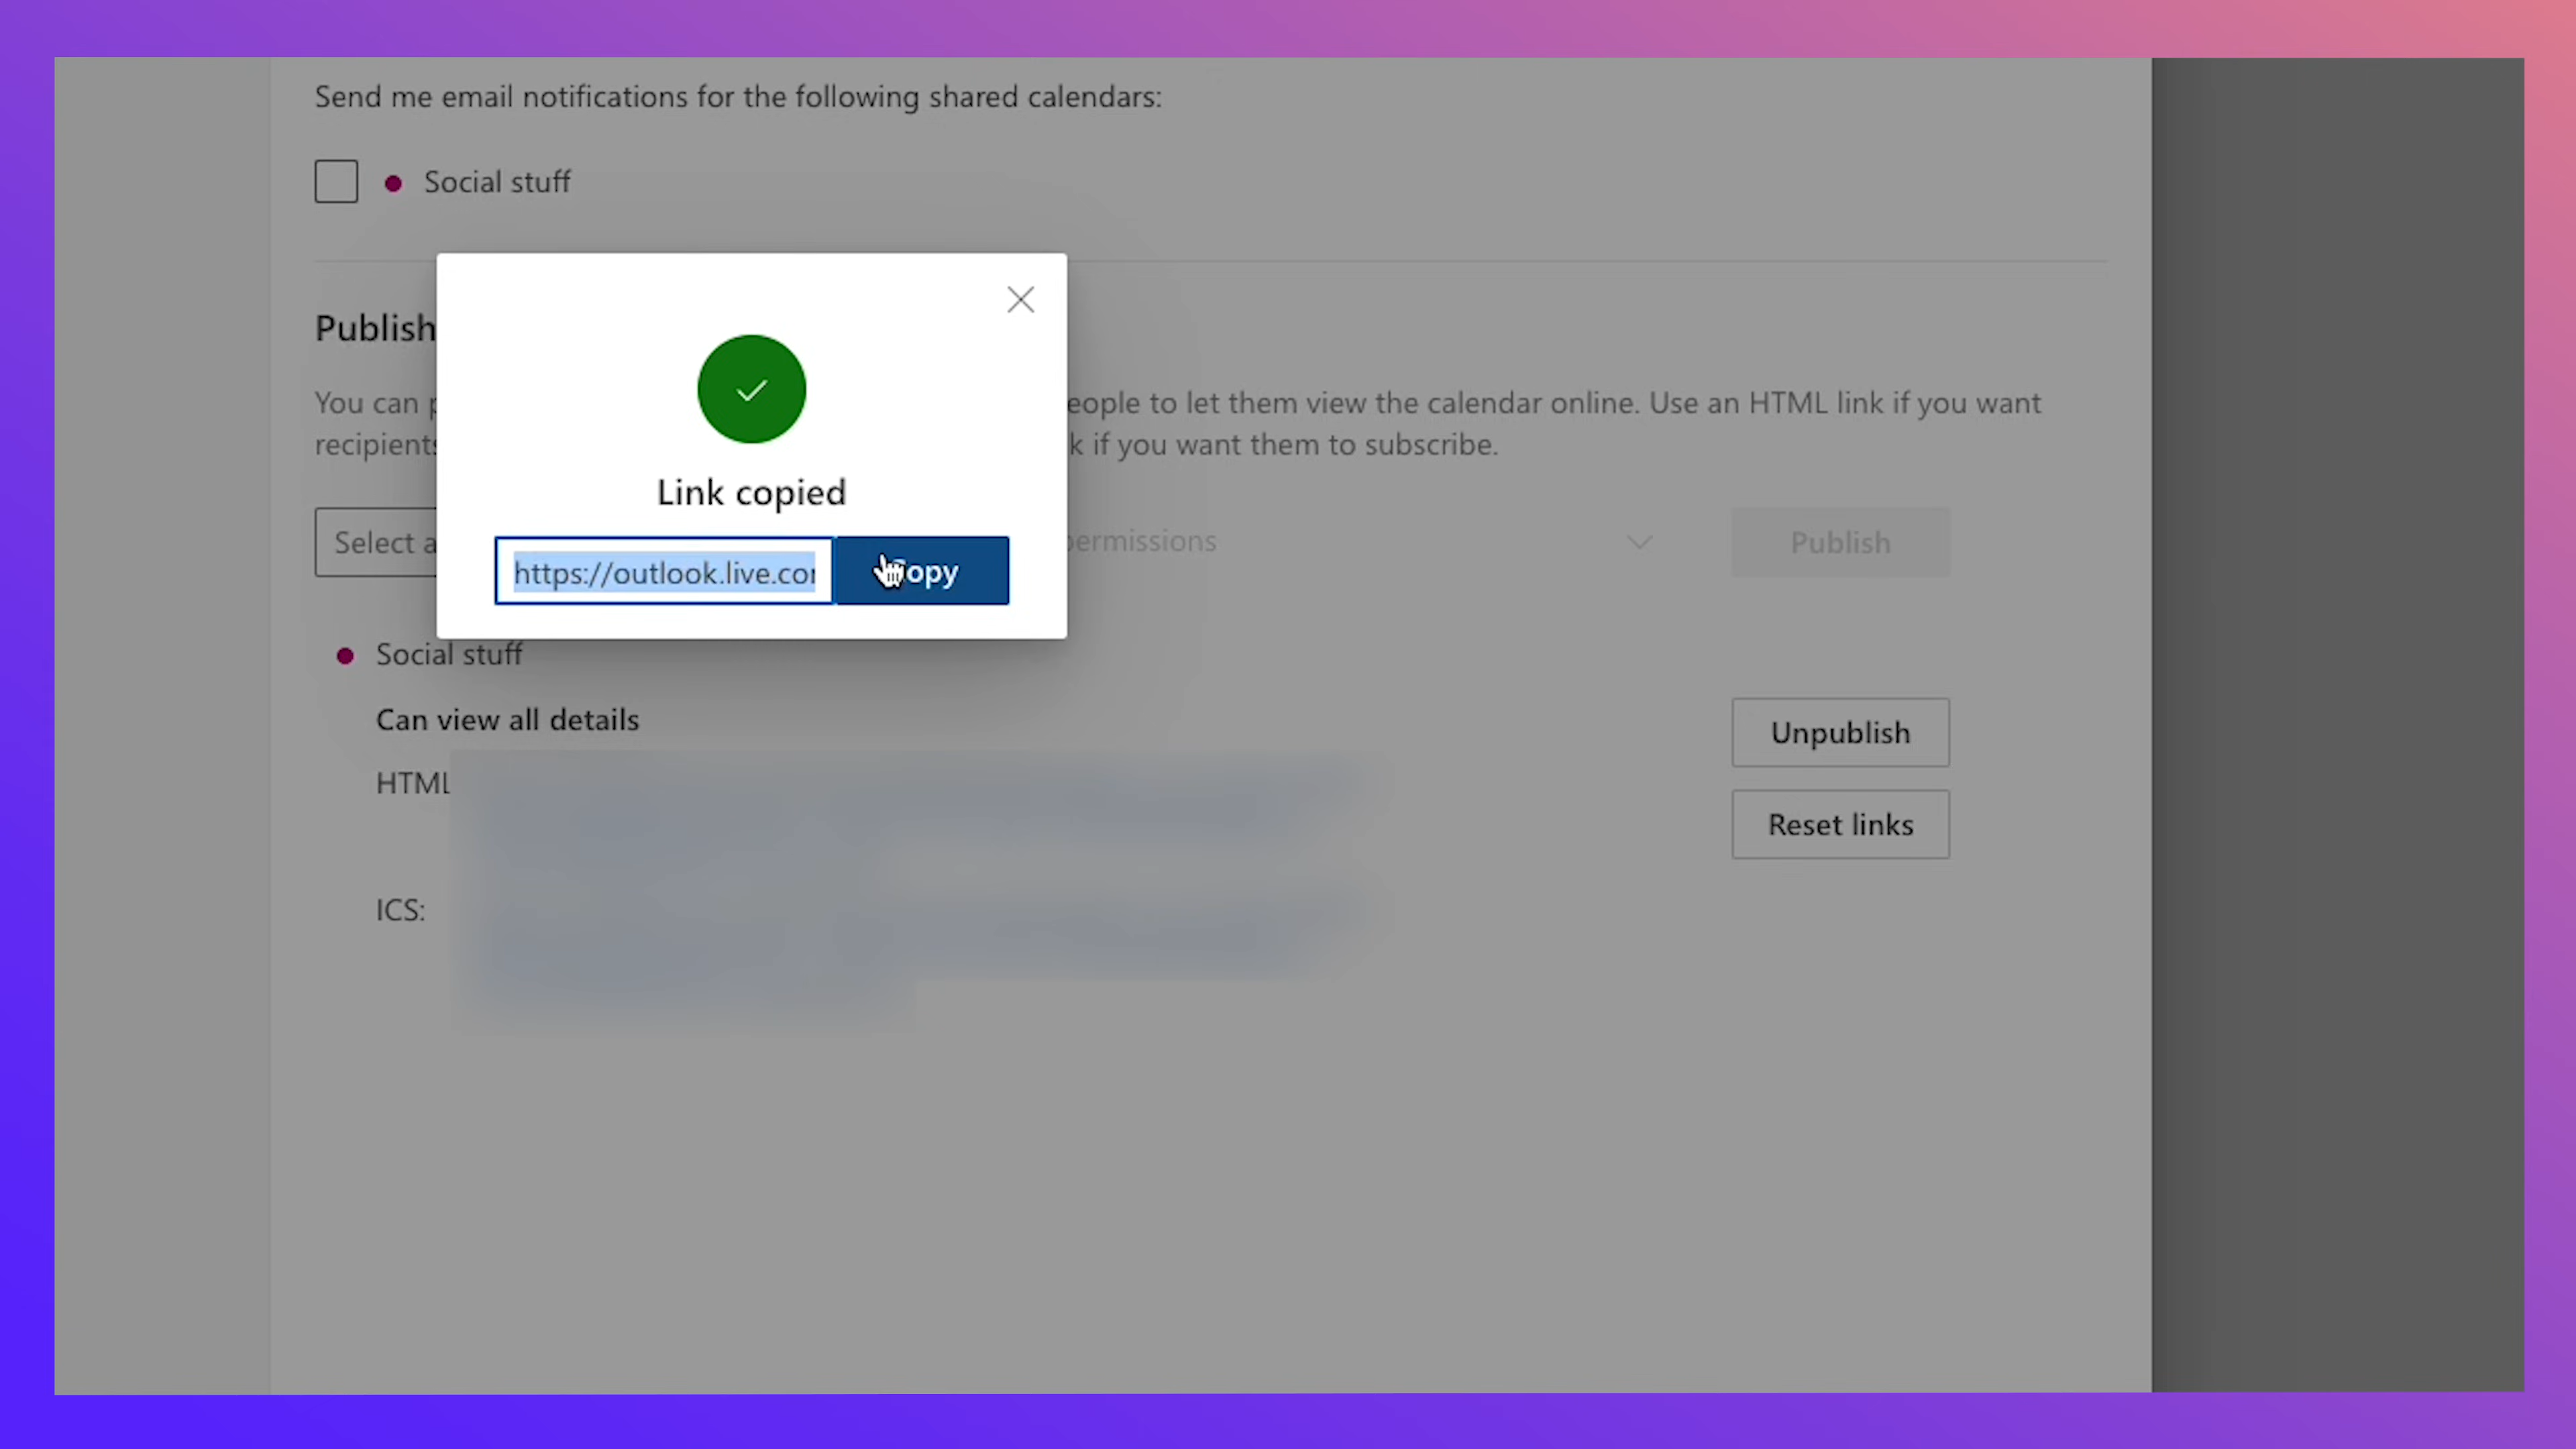 Send me email notifications for the following shared calendars:
Social stuff
Publish
You can
eople to let them view the calendar online. Use an HTML link if you want
recipients
k if you want them to subscribe.
Link copied
Select a
https://outlook.live.co
opy
permissions
Publish
Social stuff
Can view all details
Unpublish
HTML
Reset links
ICS: